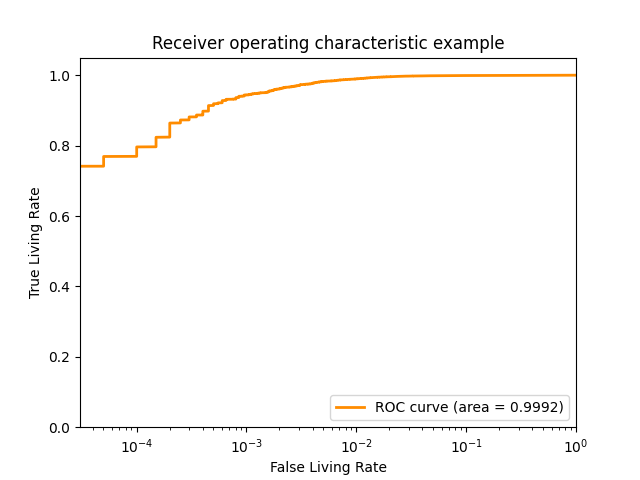 Receiver operating characteristic example
True Living Rate
1.0
0.8
0.6
0.4
0.2
0.0
ROC curve (area = 0.9992)
10⁻⁴
10⁻³
10⁻²
10⁻¹
10⁰
False Living Rate